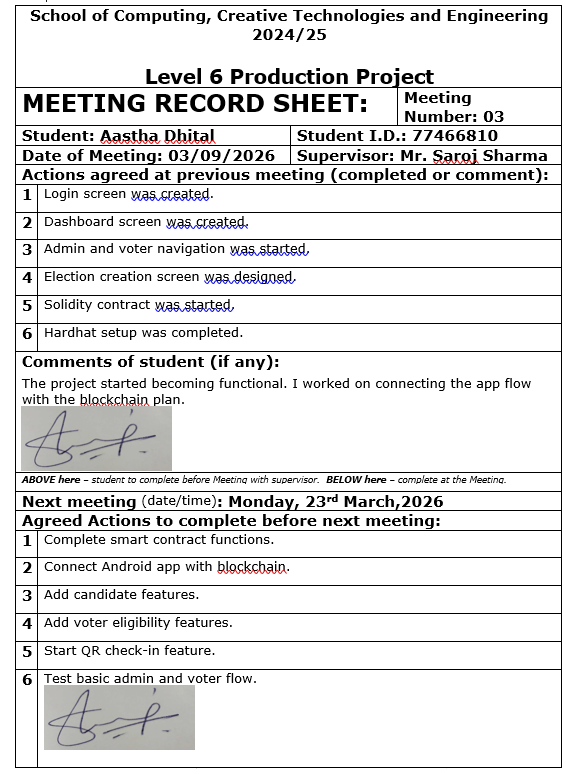 School of Computing, Creative Technologies and Engineering
2024/25
Level 6 Production Project
MEETING RECORD SHEET:
Meeting
Number: 03
Student: Aastha Dhital
Student I.D.: 77466810
Date of Meeting: 03/09/2026
Supervisor: Mr. Saroj Sharma
Actions agreed at previous meeting (completed or comment):
1 Login screen was created.
2 Dashboard screen was created.
3 Admin and voter navigation was started.
4 Election creation screen was designed.
5 Solidity contract was started.
6 Hardhat setup was completed.
Comments of student (if any):
The project started becoming functional. I worked on connecting the app flow
with the blockchain plan.
ABOVE here – student to complete before Meeting with supervisor. BELOW here – complete at the Meeting.
Next meeting (date/time): Monday, 23rd March,2026
Agreed Actions to complete before next meeting:
1 Complete smart contract functions.
2 Connect Android app with blockchain.
3 Add candidate features.
4 Add voter eligibility features.
5 Start QR check-in feature.
6 Test basic admin and voter flow.